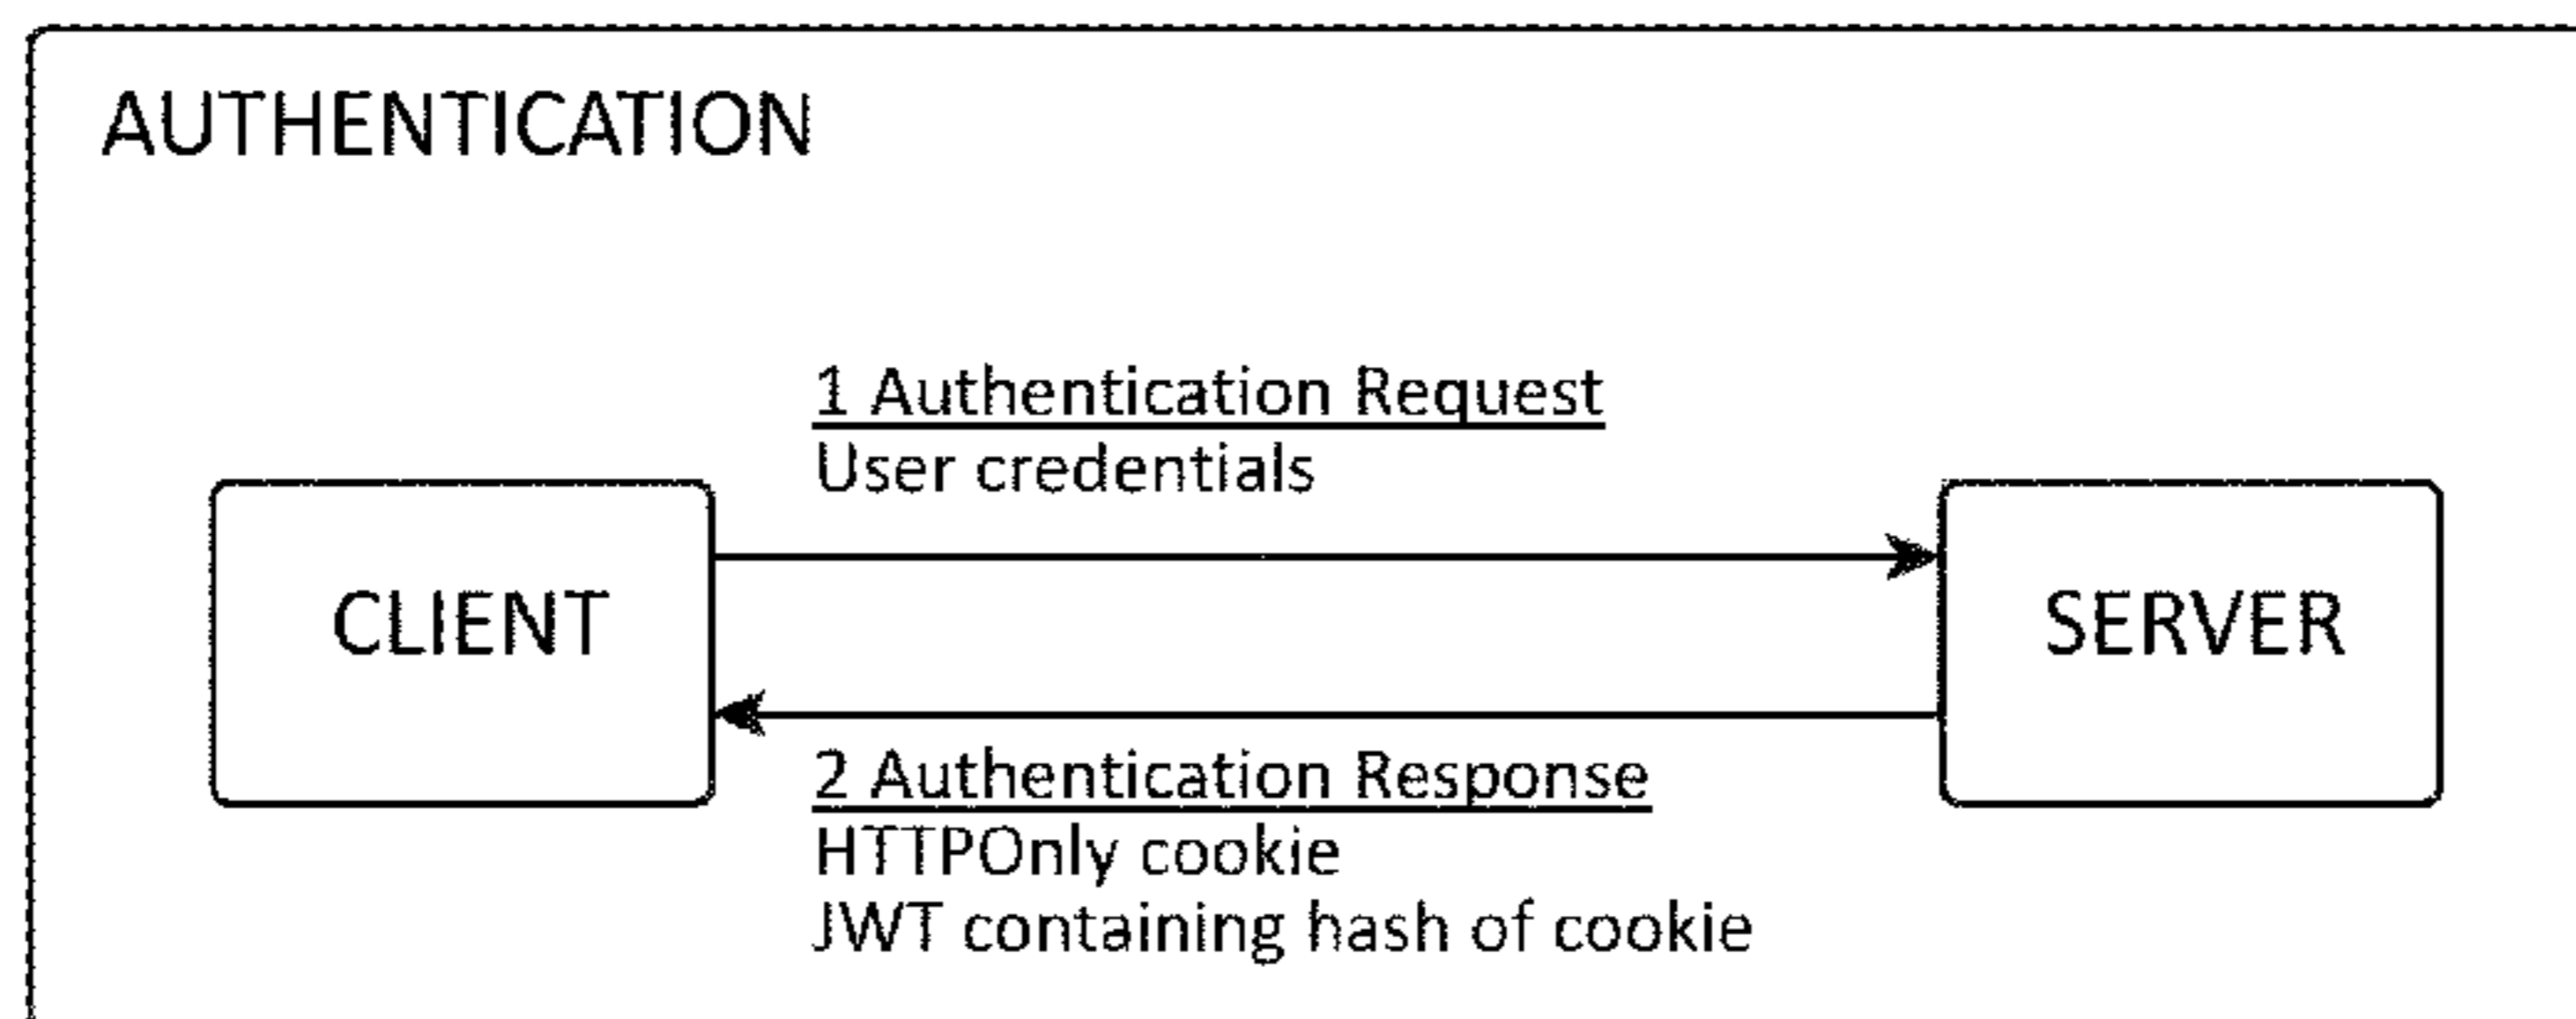 AUTHENTICATION
1 Authentication Request
User credentials
CLIENT
SERVER
2 Authentication Response
HTTPOnly cookie
JWT containing hash of cookie